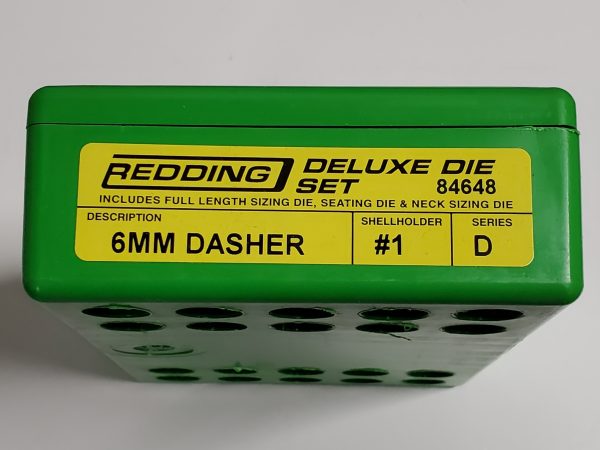 REDDING DELUXE DIE
SET 84648
INCLUDES FULL LENGTH SIZING DIE, SEATING DIE & NECK SIZING DIE
DESCRIPTION SHELLHOLDER SERIES
6MM DASHER #1 D